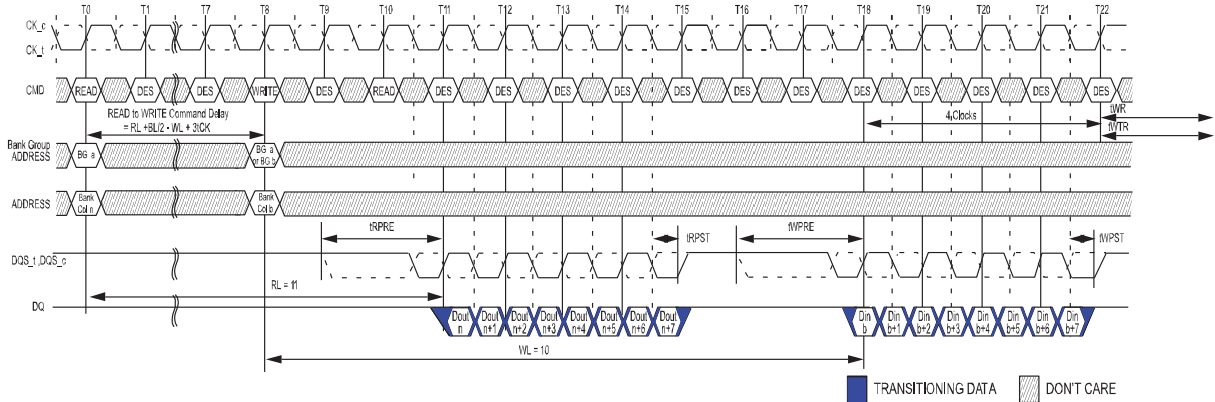 T0 T1 T7 T8 T9 T10 T11 T12 T13 T14 T15 T16 T17 T18 T19 T20 T21 T22
CK_c
CK_t
CMD READ DES DES WRITE DES READ DES DES DES DES DES DES DES DES DES DES DES DES
READ to WRITE Command Delay
= RL +BL/2 - WL + 3tCK
4 Clocks
tWR
tWTR
Bank Group
ADDRESS
BG a
BG a
or BG b
ADDRESS
Bank
Col n
Bank
Col b
tRPRE tRPST tWPRE tWPST
DQS_t,DQS_c
RL = 11
DQ
Dout
n
Dout
n+1
Dout
n+2
Dout
n+3
Dout
n+4
Dout
n+5
Dout
n+6
Dout
n+7
Din
b
Din
b+1
Din
b+2
Din
b+3
Din
b+4
Din
b+5
Din
b+6
Din
b+7
WL = 10
TRANSITIONING DATA
DON'T CARE